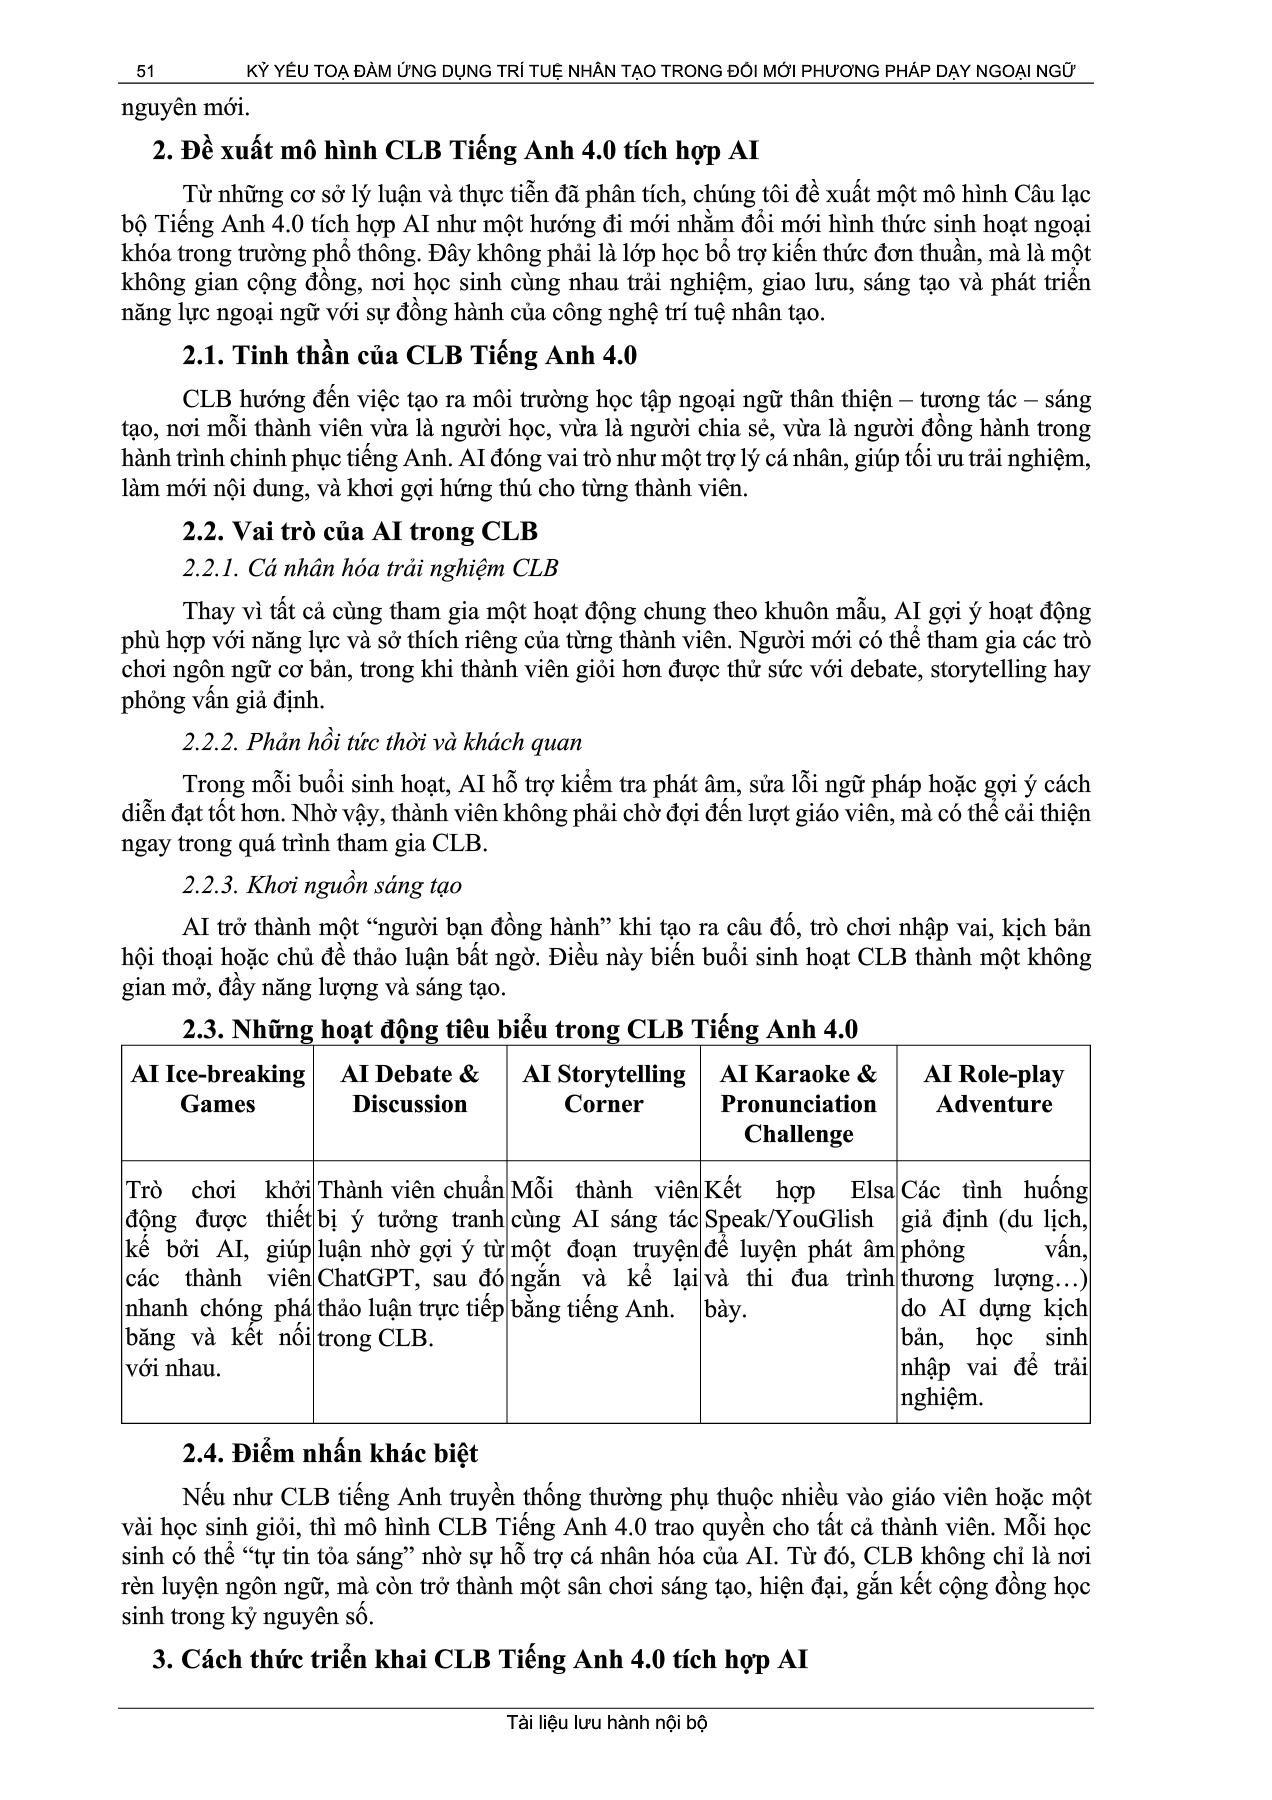 51 KỶ YẾU TOẠ ĐÀM ỨNG DỤNG TRÍ TUỆ NHÂN TẠO TRONG ĐỔI MỚI PHƯƠNG PHÁP DẠY NGOẠI NGỮ
nguyên mới.
2. Đề xuất mô hình CLB Tiếng Anh 4.0 tích hợp AI
Từ những cơ sở lý luận và thực tiễn đã phân tích, chúng tôi đề xuất một mô hình Câu lạc
bộ Tiếng Anh 4.0 tích hợp AI như một hướng đi mới nhằm đổi mới hình thức sinh hoạt ngoại
khóa trong trường phổ thông. Đây không phải là lớp học bổ trợ kiến thức đơn thuần, mà là một
không gian cộng đồng, nơi học sinh cùng nhau trải nghiệm, giao lưu, sáng tạo và phát triển
năng lực ngoại ngữ với sự đồng hành của công nghệ trí tuệ nhân tạo.
2.1. Tinh thần của CLB Tiếng Anh 4.0
CLB hướng đến việc tạo ra môi trường học tập ngoại ngữ thân thiện – tương tác – sáng
tạo, nơi mỗi thành viên vừa là người học, vừa là người chia sẻ, vừa là người đồng hành trong
hành trình chinh phục tiếng Anh. AI đóng vai trò như một trợ lý cá nhân, giúp tối ưu trải nghiệm,
làm mới nội dung, và khơi gợi hứng thú cho từng thành viên.
2.2. Vai trò của AI trong CLB
2.2.1. Cá nhân hóa trải nghiệm CLB
Thay vì tất cả cùng tham gia một hoạt động chung theo khuôn mẫu, AI gợi ý hoạt động
phù hợp với năng lực và sở thích riêng của từng thành viên. Người mới có thể tham gia các trò
chơi ngôn ngữ cơ bản, trong khi thành viên giỏi hơn được thử sức với debate, storytelling hay
phỏng vấn giả định.
2.2.2. Phản hồi tức thời và khách quan
Trong mỗi buổi sinh hoạt, AI hỗ trợ kiểm tra phát âm, sửa lỗi ngữ pháp hoặc gợi ý cách
diễn đạt tốt hơn. Nhờ vậy, thành viên không phải chờ đợi đến lượt giáo viên, mà có thể cải thiện
ngay trong quá trình tham gia CLB.
2.2.3. Khơi nguồn sáng tạo
AI trở thành một “người bạn đồng hành” khi tạo ra câu đố, trò chơi nhập vai, kịch bản
hội thoại hoặc chủ đề thảo luận bất ngờ. Điều này biến buổi sinh hoạt CLB thành một không
gian mở, đầy năng lượng và sáng tạo.
2.3. Những hoạt động tiêu biểu trong CLB Tiếng Anh 4.0
AI Ice-breaking
Games
AI Debate &
Discussion
AI Storytelling
Corner
AI Karaoke &
Pronunciation
Challenge
AI Role-play
Adventure
Trò chơi khởi
động được thiết
kế bởi AI, giúp
các thành viên
nhanh chóng phá
băng và kết nối
với nhau.
Thành viên chuẩn
bị ý tưởng tranh
luận nhờ gợi ý từ
ChatGPT, sau đó
thảo luận trực tiếp
trong CLB.
Mỗi thành viên
cùng AI sáng tác
một đoạn truyện
ngắn và kể lại
bằng tiếng Anh.
Kết hợp Elsa
Speak/YouGlish
để luyện phát âm
và thi đua trình
bày.
Các tình huống
giả định (du lịch,
phỏng vấn,
thương lượng…)
do AI dựng kịch
bản, học sinh
nhập vai để trải
nghiệm.
2.4. Điểm nhấn khác biệt
Nếu như CLB tiếng Anh truyền thống thường phụ thuộc nhiều vào giáo viên hoặc một
vài học sinh giỏi, thì mô hình CLB Tiếng Anh 4.0 trao quyền cho tất cả thành viên. Mỗi học
sinh có thể “tự tin tỏa sáng” nhờ sự hỗ trợ cá nhân hóa của AI. Từ đó, CLB không chỉ là nơi
rèn luyện ngôn ngữ, mà còn trở thành một sân chơi sáng tạo, hiện đại, gắn kết cộng đồng học
sinh trong kỷ nguyên số.
3. Cách thức triển khai CLB Tiếng Anh 4.0 tích hợp AI
Tài liệu lưu hành nội bộ